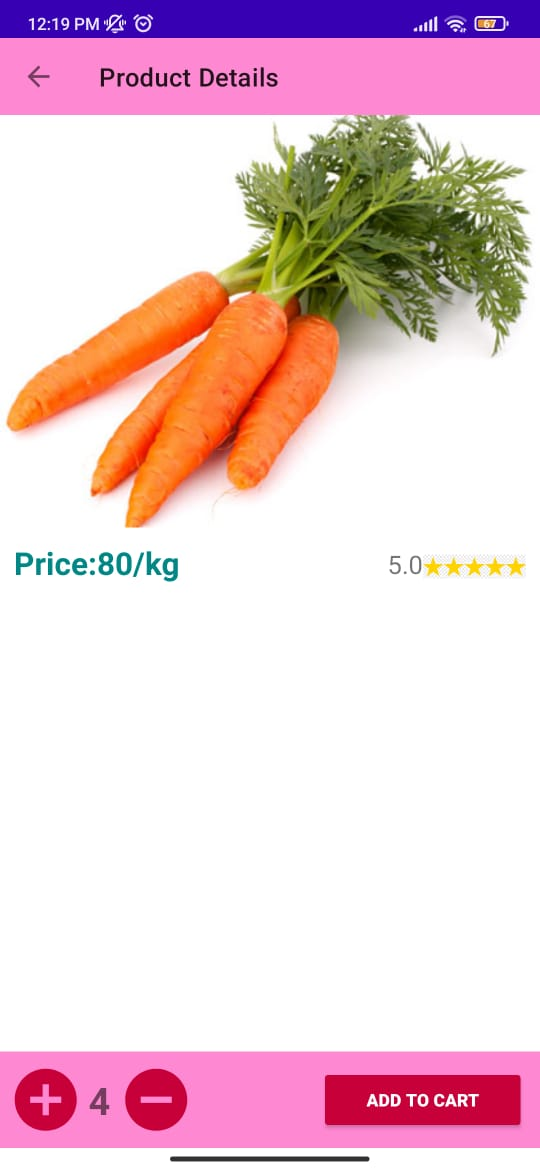 12:19 PM
67
Product Details
Price:80/kg
5.0
4
ADD TO CART